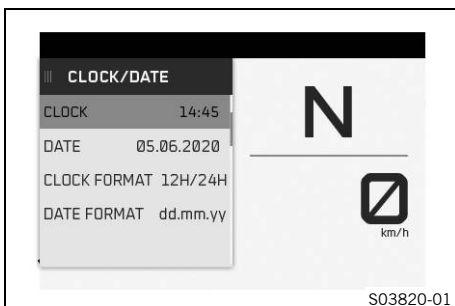 CLOCK/DATE
CLOCK 14:45
DATE 05.06.2020
CLOCK FORMAT 12H/24H
DATE FORMAT dd.mm.yy
N
0
km/h
S03820-01